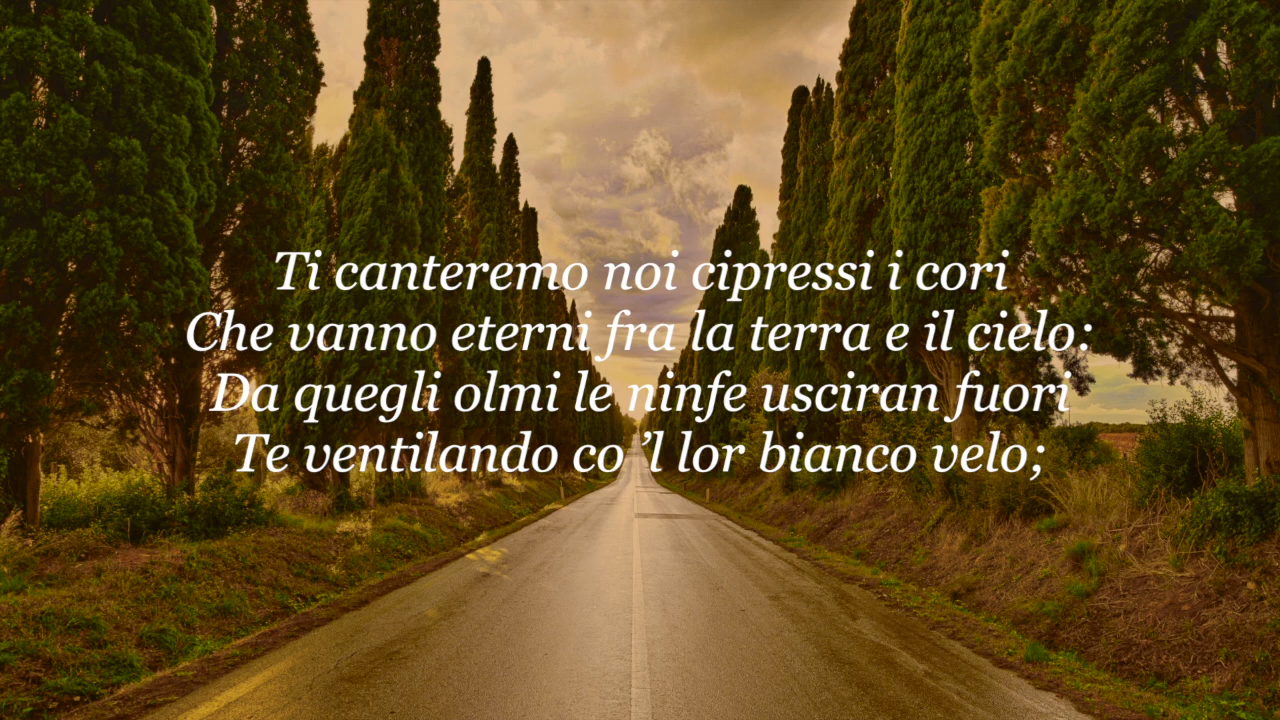 Ti canteremo noi cipressi i cori
Che vanno eterni fra la terra e il cielo:
Da quegli olmi le ninfe usciran fuori
Te ventilando co ’l lor bianco velo;